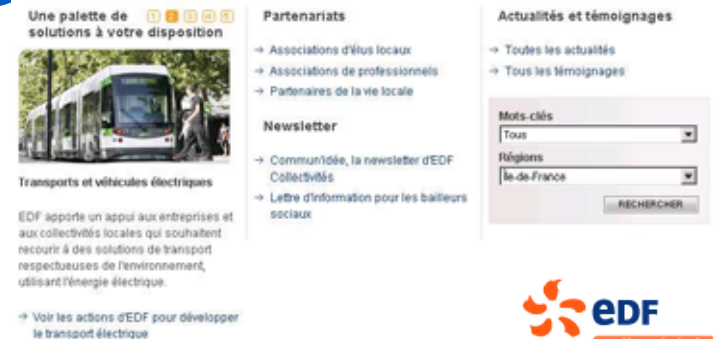 Une palette de 1 2 3 4 5
solutions à votre disposition
Transports et véhicules électriques
EDF apporte un appui aux entreprises et
aux collectivités locales qui souhaitent
recourir à des solutions de transport
respectueuses de l'environnement,
utilisant l'énergie électrique.
→ Voir les actions d'EDF pour développer
le transport électrique
Partenariats
→ Associations d'élus locaux
→ Associations de professionnels
→ Partenaires de la vie locale
Newsletter
→ Commun'Idée, la newsletter d'EDF
Collectivités
→ Lettre d'information pour les bailleurs
sociaux
Actualités et témoignages
→ Toutes les actualités
→ Tous les témoignages
Mots-clés
Tous
Régions
Île-de-France
RECHERCHER
eDF